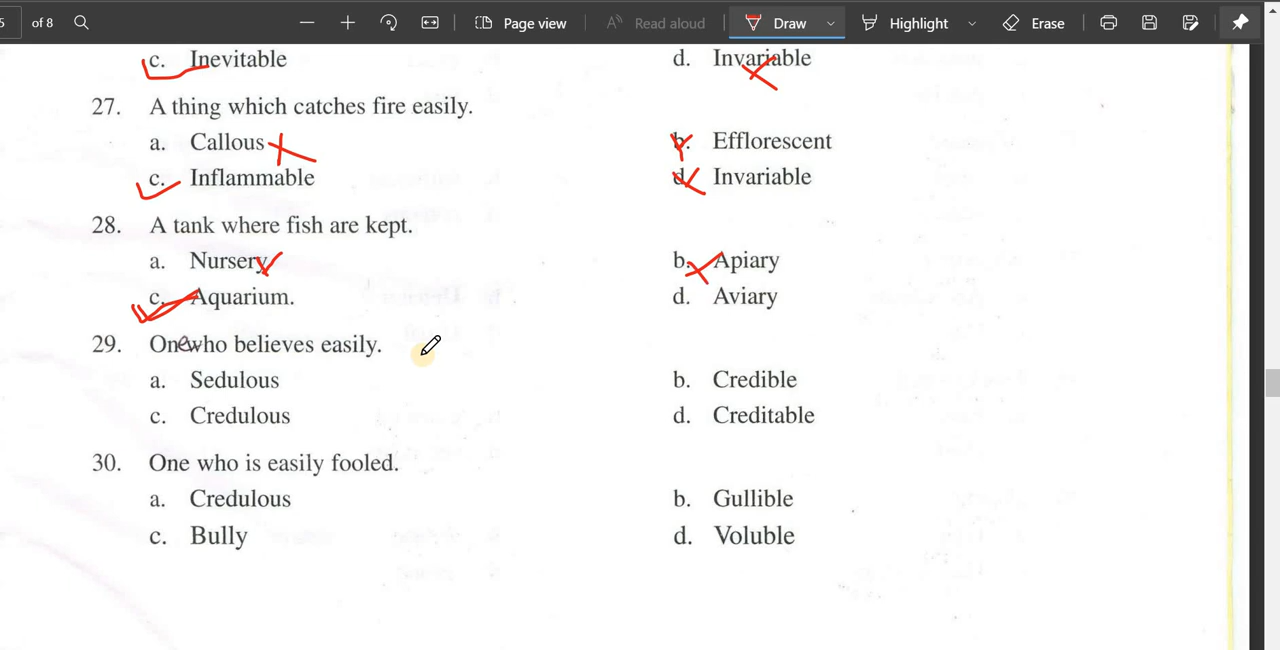 5 of 8 Page view Read aloud Draw Highlight Erase
c. Inevitable d. Invariable
27. A thing which catches fire easily.
a. Callous b. Efflorescent
c. Inflammable d. Invariable
28. A tank where fish are kept.
a. Nursery b. Apiary
c. Aquarium. d. Aviary
29. One who believes easily.
a. Sedulous b. Credible
c. Credulous d. Creditable
30. One who is easily fooled.
a. Credulous b. Gullible
c. Bully d. Voluble